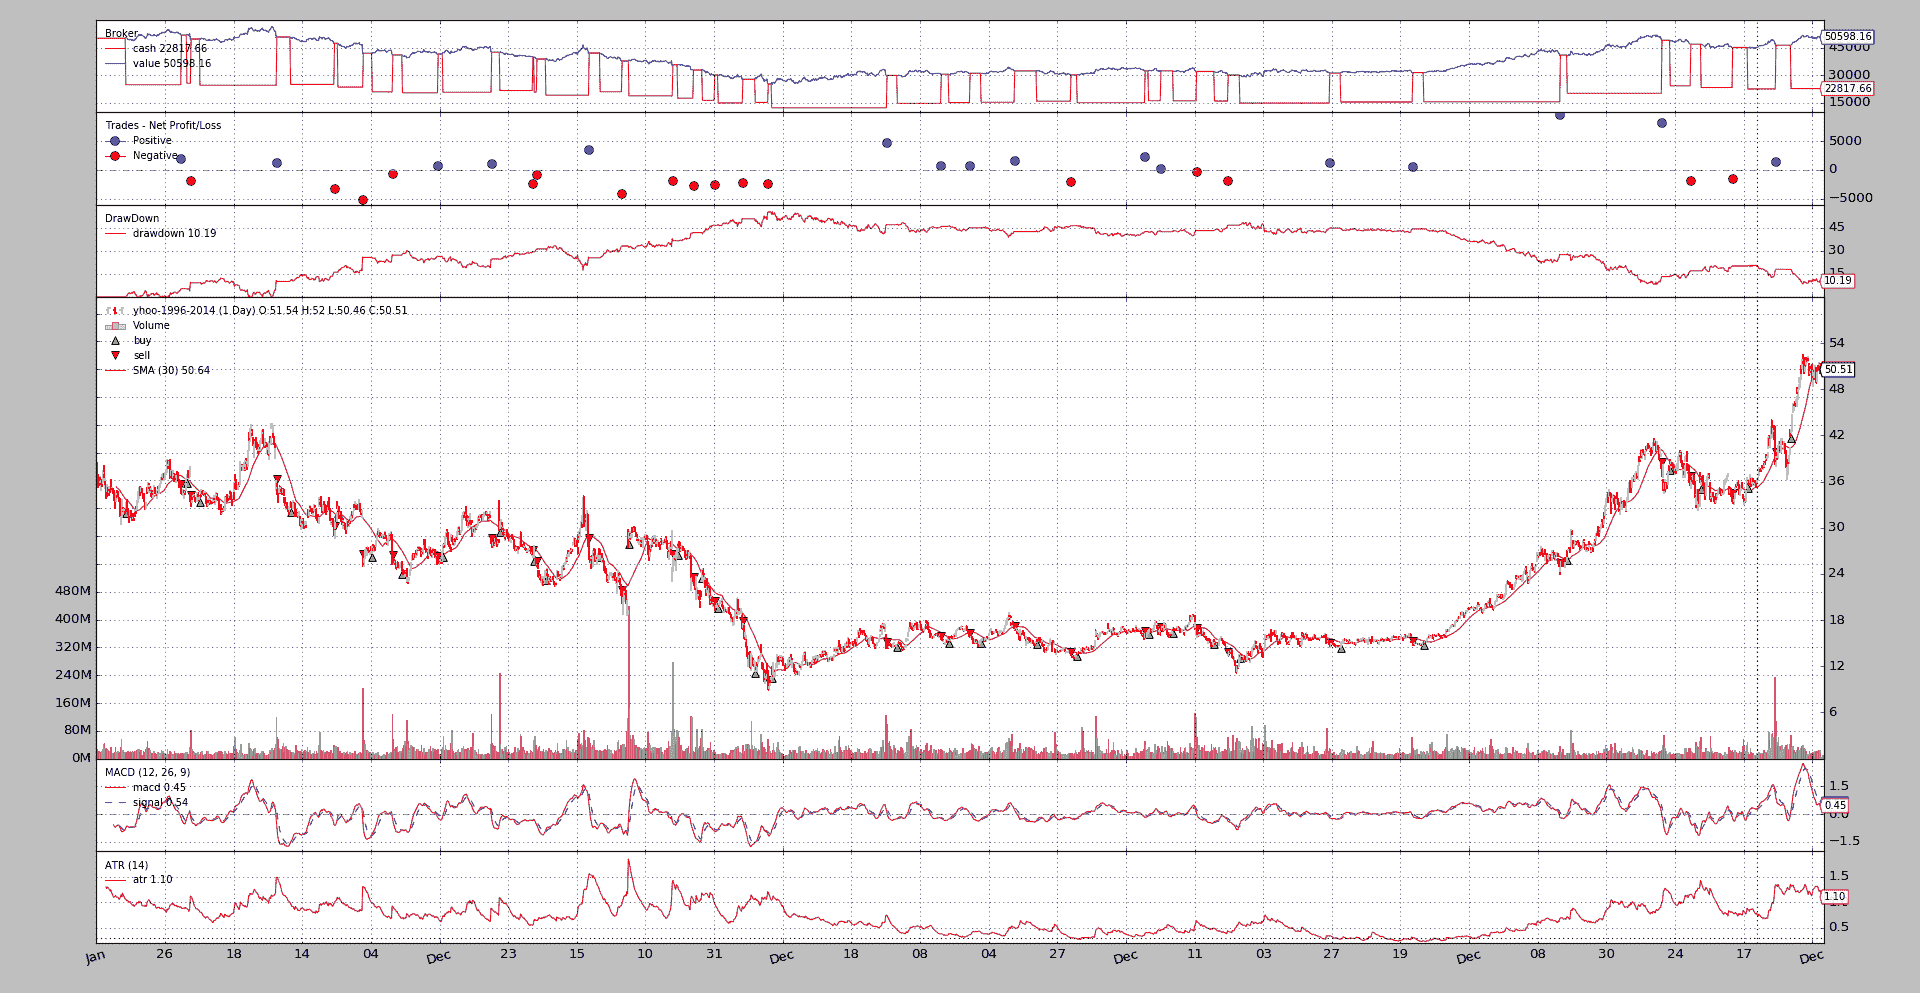 Broker
cash 22817.66
value 50598.16
50598.16
45000
30000
22817.66
15000
Trades - Net Profit/Loss
Positive
Negative
5000
0
−5000
DrawDown
drawdown 10.19
45
30
15
10.19
yhoo-1996-2014 (1 Day) O:51.54 H:52 L:50.46 C:50.51
Volume
buy
sell
SMA (30) 50.64
54
50.51
48
42
36
30
24
18
12
6
480M
400M
320M
240M
160M
80M
0M
MACD (12, 26, 9)
macd 0.45
signal 0.54
1.5
0.45
0.0
−1.5
ATR (14)
atr 1.10
1.5
1.10
0.5
Jan 26 18 14 04 Dec 23 15 10 31 Dec 18 08 04 27 Dec 11 03 27 19 Dec 08 30 24 17 Dec